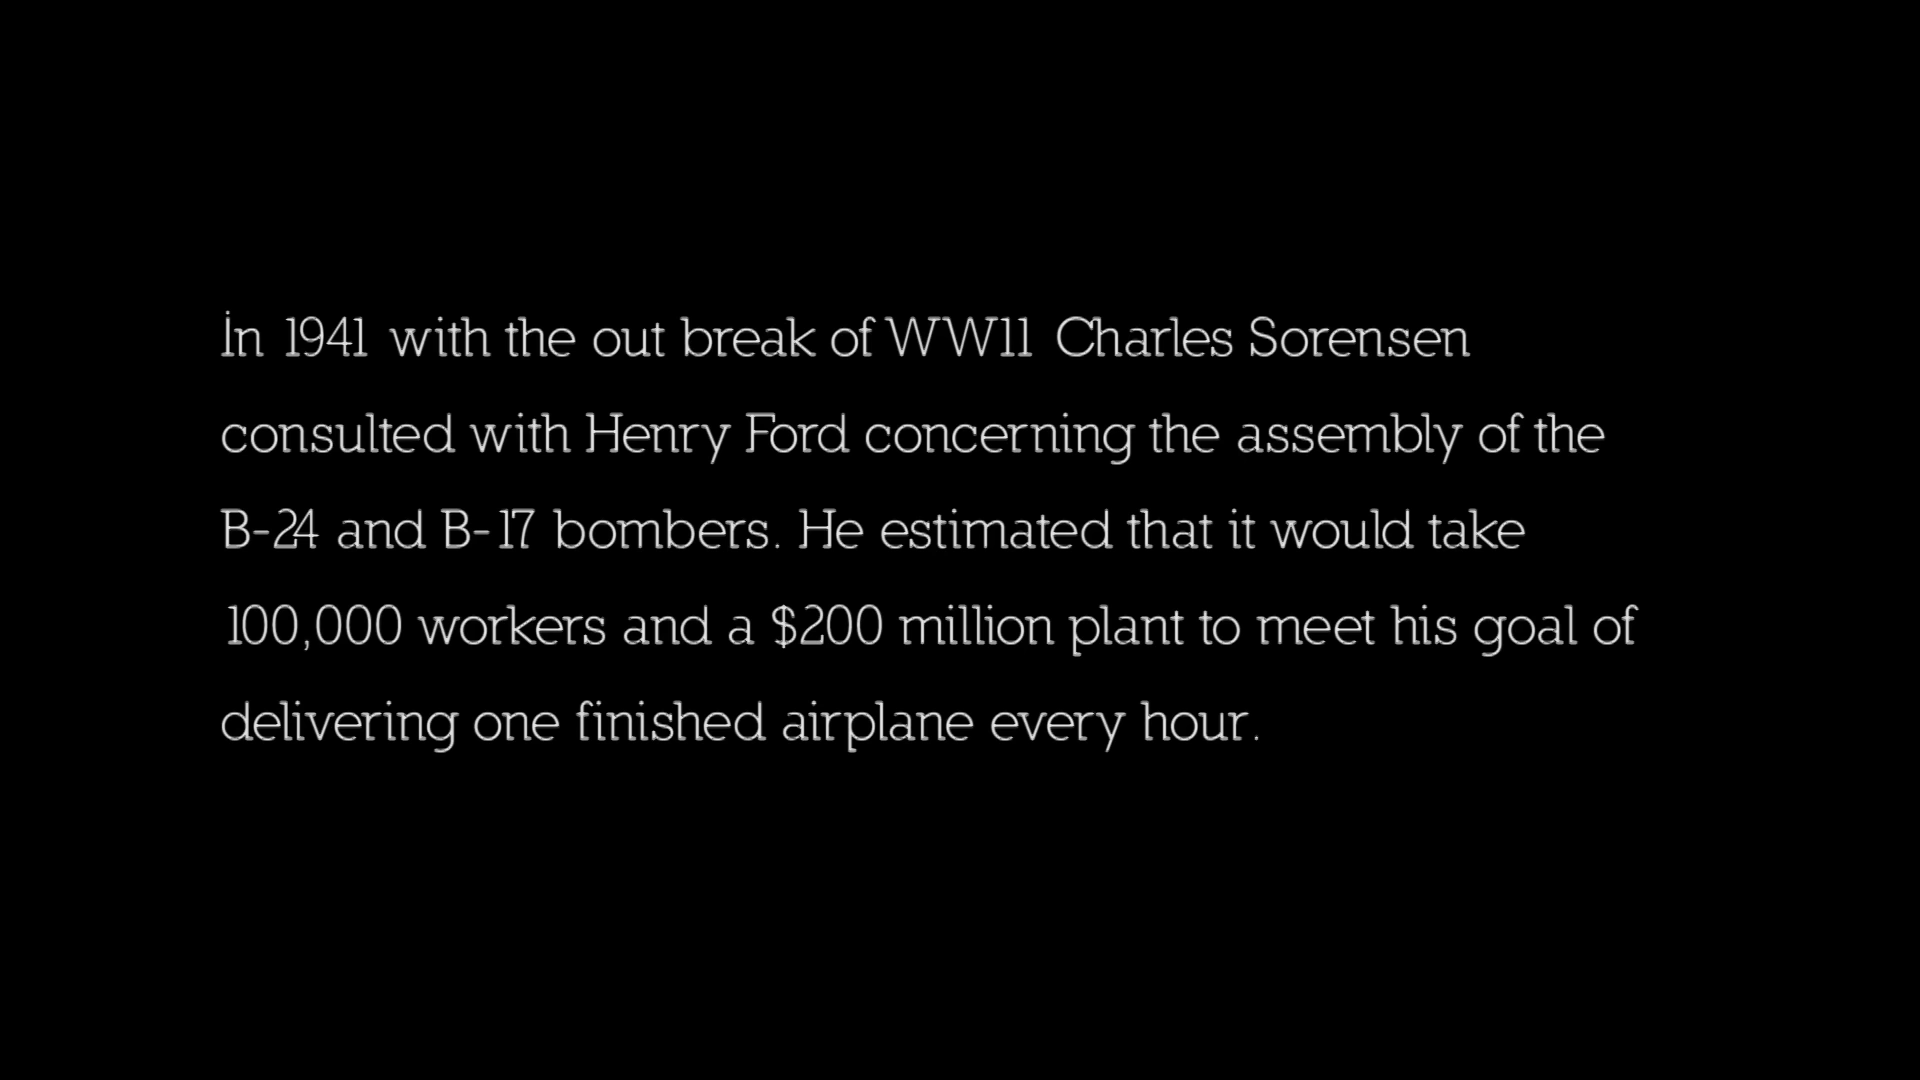 In 1941 with the out break of WW11 Charles Sorensen
consulted with Henry Ford concerning the assembly of the
B-24 and B-17 bombers. He estimated that it would take
100,000 workers and a $200 million plant to meet his goal of
delivering one finished airplane every hour.